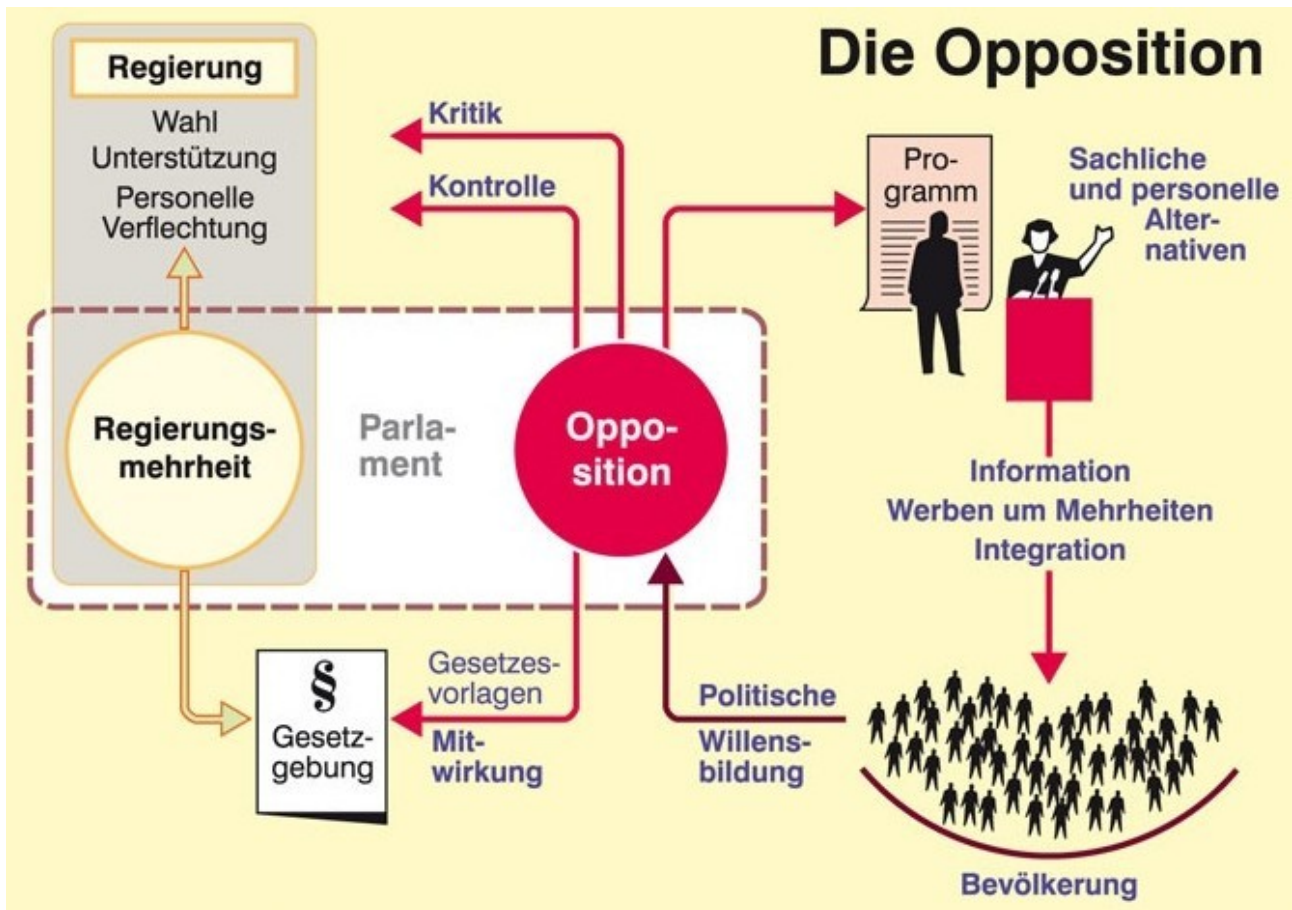 Die Opposition
Regierung
Wahl
Unterstützung
Personelle
Verflechtung
Kritik
Kontrolle
Pro-
gramm
Sachliche
und personelle
Alter-
nativen
Regierungs-
mehrheit
Parla-
ment
Oppo-
sition
Information
Werben um Mehrheiten
Integration
§
Gesetz-
gebung
Gesetzes-
vorlagen
Mit-
wirkung
Politische
Willens-
bildung
Bevölkerung